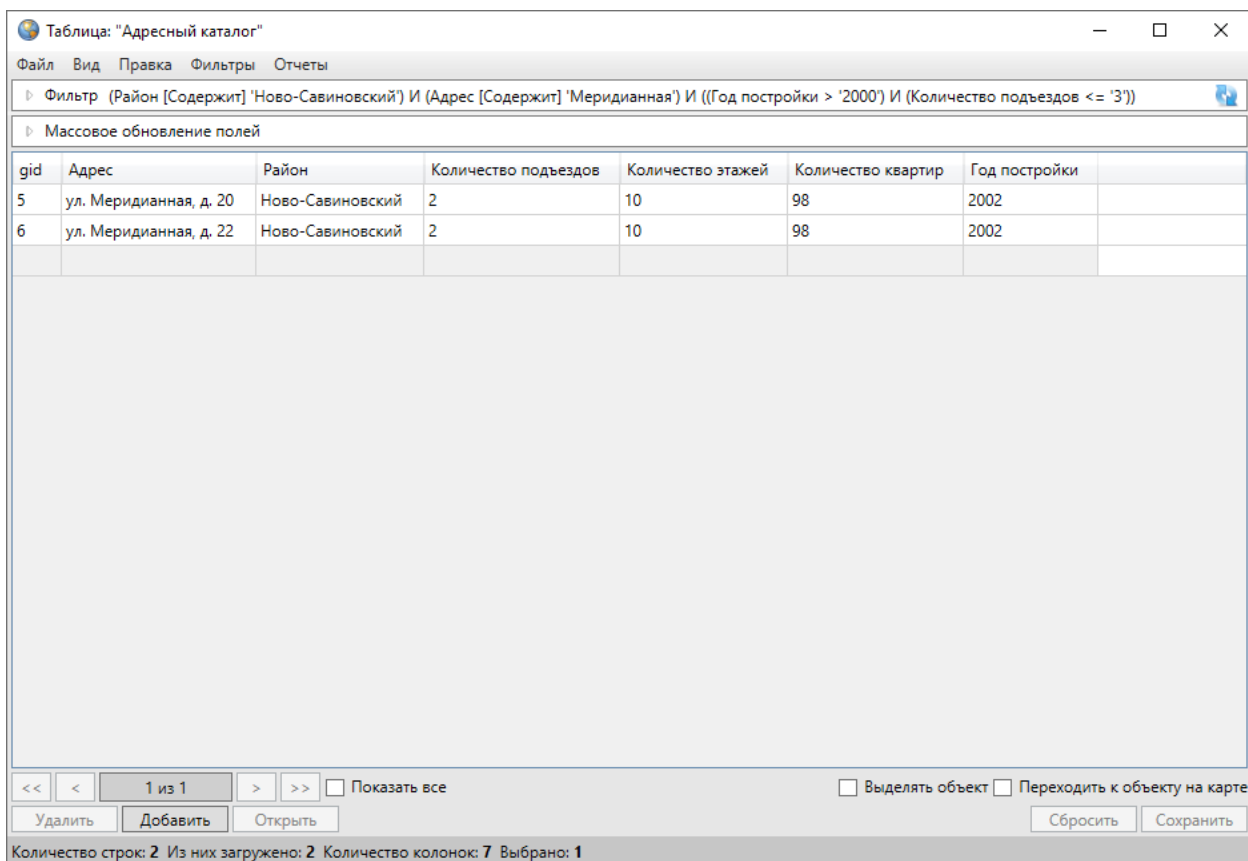 Таблица: "Адресный каталог"
Файл Вид Правка Фильтры Отчеты
Фильтр (Район [Содержит] 'Ново-Савиновский') И (Адрес [Содержит] 'Меридианная') И ((Год постройки > '2000') И (Количество подъездов <= '3'))
Массовое обновление полей
gid Адрес Район Количество подъездов Количество этажей Количество квартир Год постройки
5 ул. Меридианная, д. 20 Ново-Савиновский 2 10 98 2002
6 ул. Меридианная, д. 22 Ново-Савиновский 2 10 98 2002
<< < 1 из 1 > >> Показать все Выделять объект Переходить к объекту на карте
Удалить Добавить Открыть Сбросить Сохранить
Количество строк: 2 Из них загружено: 2 Количество колонок: 7 Выбрано: 1